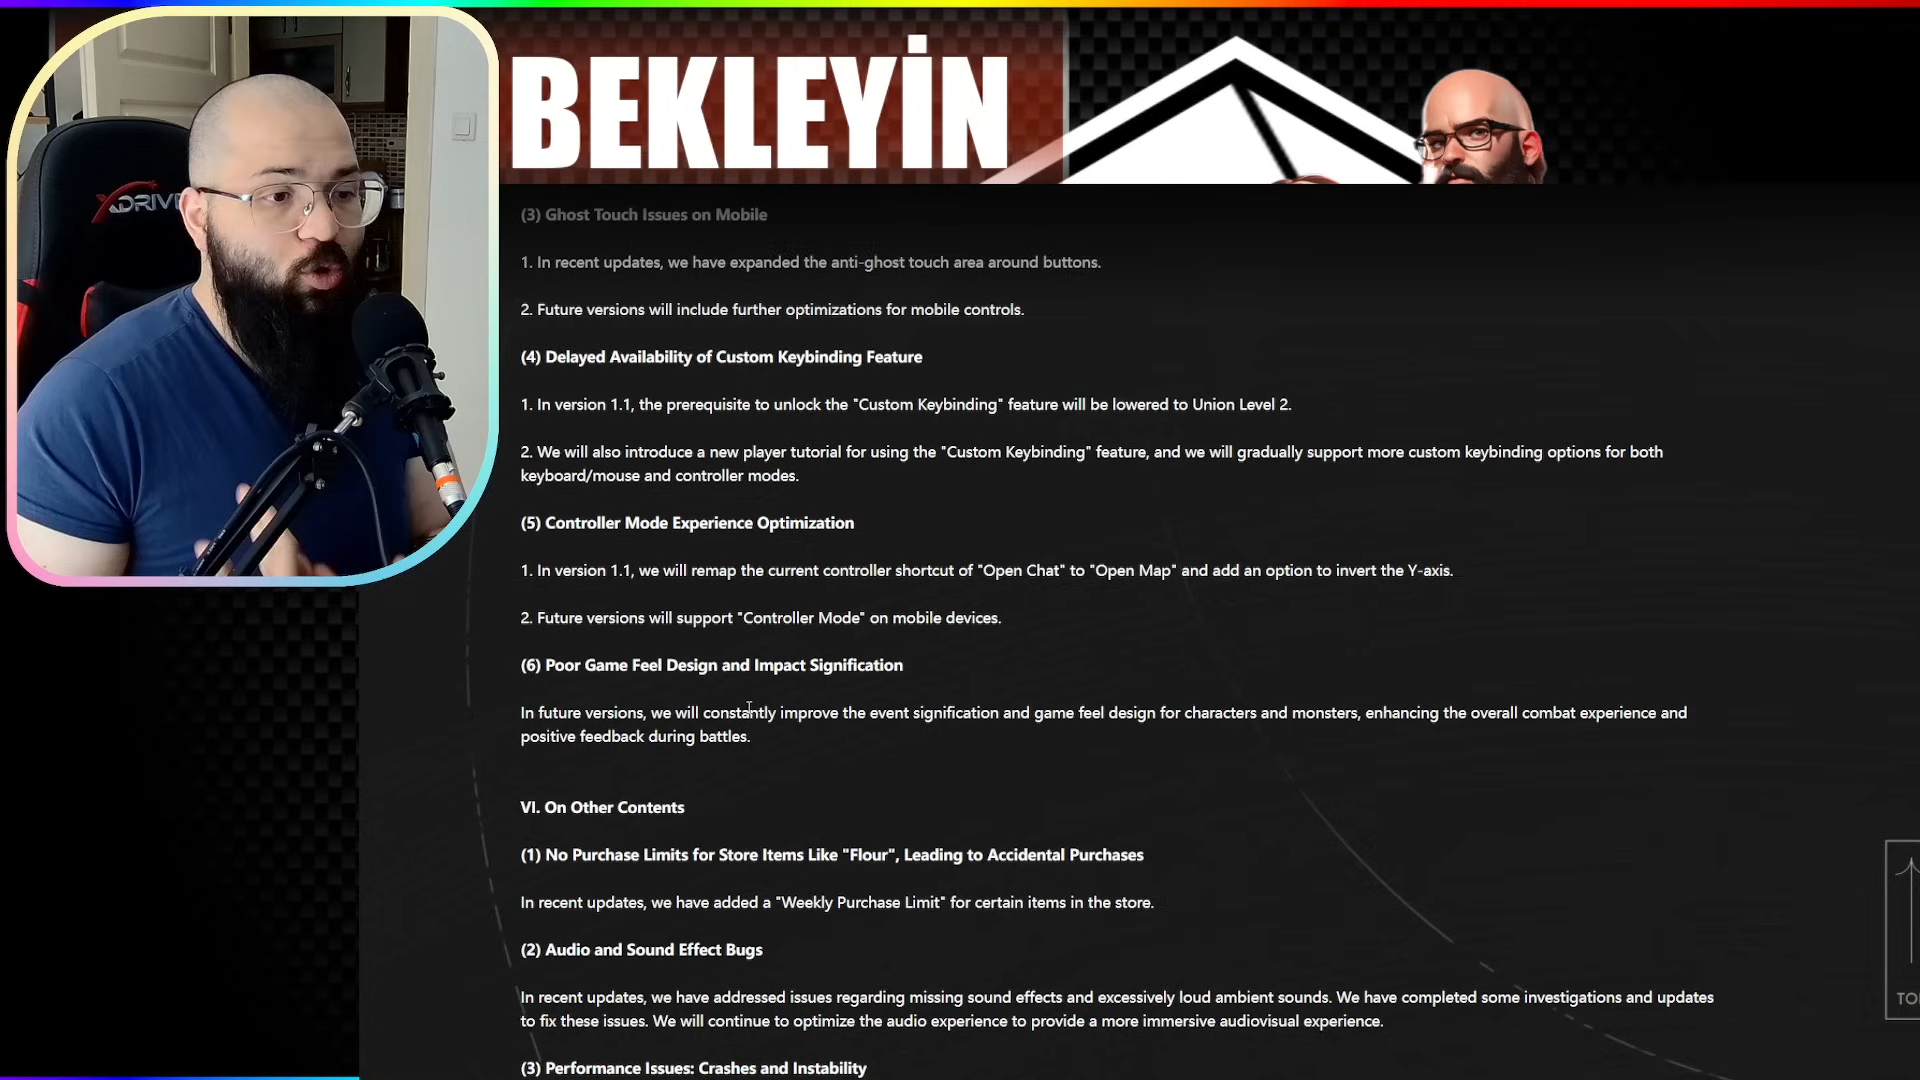 BEKLEYİN
XDRIV
(3) Ghost Touch Issues on Mobile
1. In recent updates, we have expanded the anti-ghost touch area around buttons.
2. Future versions will include further optimizations for mobile controls.
(4) Delayed Availability of Custom Keybinding Feature
1. In version 1.1, the prerequisite to unlock the "Custom Keybinding" feature will be lowered to Union Level 2.
2. We will also introduce a new player tutorial for using the "Custom Keybinding" feature, and we will gradually support more custom keybinding options for both
keyboard/mouse and controller modes.
(5) Controller Mode Experience Optimization
1. In version 1.1, we will remap the current controller shortcut of "Open Chat" to "Open Map" and add an option to invert the Y-axis.
2. Future versions will support "Controller Mode" on mobile devices.
(6) Poor Game Feel Design and Impact Signification
In future versions, we will constantly improve the event signification and game feel design for characters and monsters, enhancing the overall combat experience and
positive feedback during battles.
VI. On Other Contents
(1) No Purchase Limits for Store Items Like "Flour", Leading to Accidental Purchases
In recent updates, we have added a "Weekly Purchase Limit" for certain items in the store.
(2) Audio and Sound Effect Bugs
In recent updates, we have addressed issues regarding missing sound effects and excessively loud ambient sounds. We have completed some investigations and updates
to fix these issues. We will continue to optimize the audio experience to provide a more immersive audiovisual experience.
TO
(3) Performance Issues: Crashes and Instability